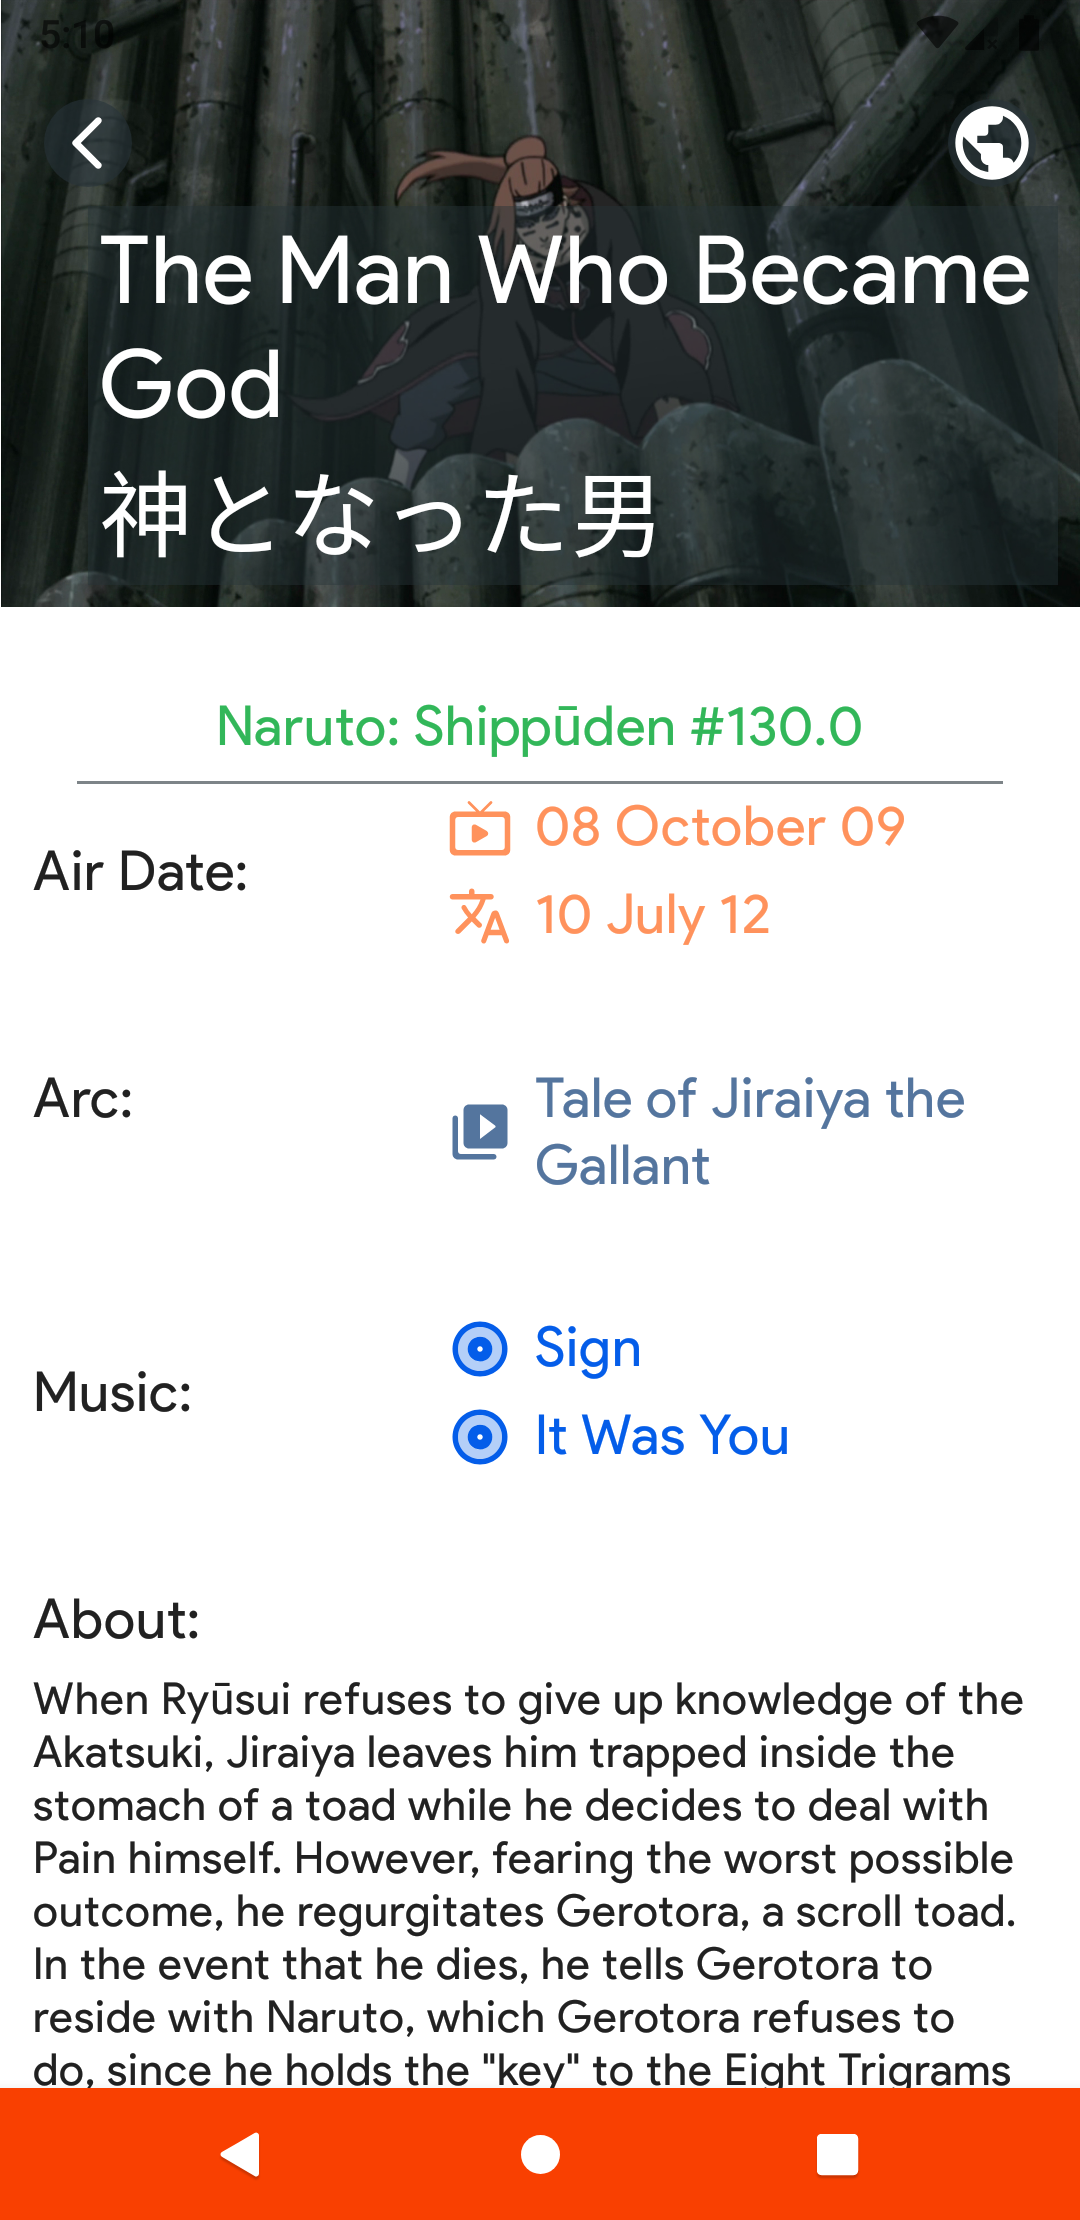 5:10
The Man Who Became
God
神となった男
Naruto: Shippūden #130.0
Air Date:
08 October 09
10 July 12
Arc:
Tale of Jiraiya the
Gallant
Music:
Sign
It Was You
About:
When Ryūsui refuses to give up knowledge of the
Akatsuki, Jiraiya leaves him trapped inside the
stomach of a toad while he decides to deal with
Pain himself. However, fearing the worst possible
outcome, he regurgitates Gerotora, a scroll toad.
In the event that he dies, he tells Gerotora to
reside with Naruto, which Gerotora refuses to
do, since he holds the "key" to the Eight Trigrams